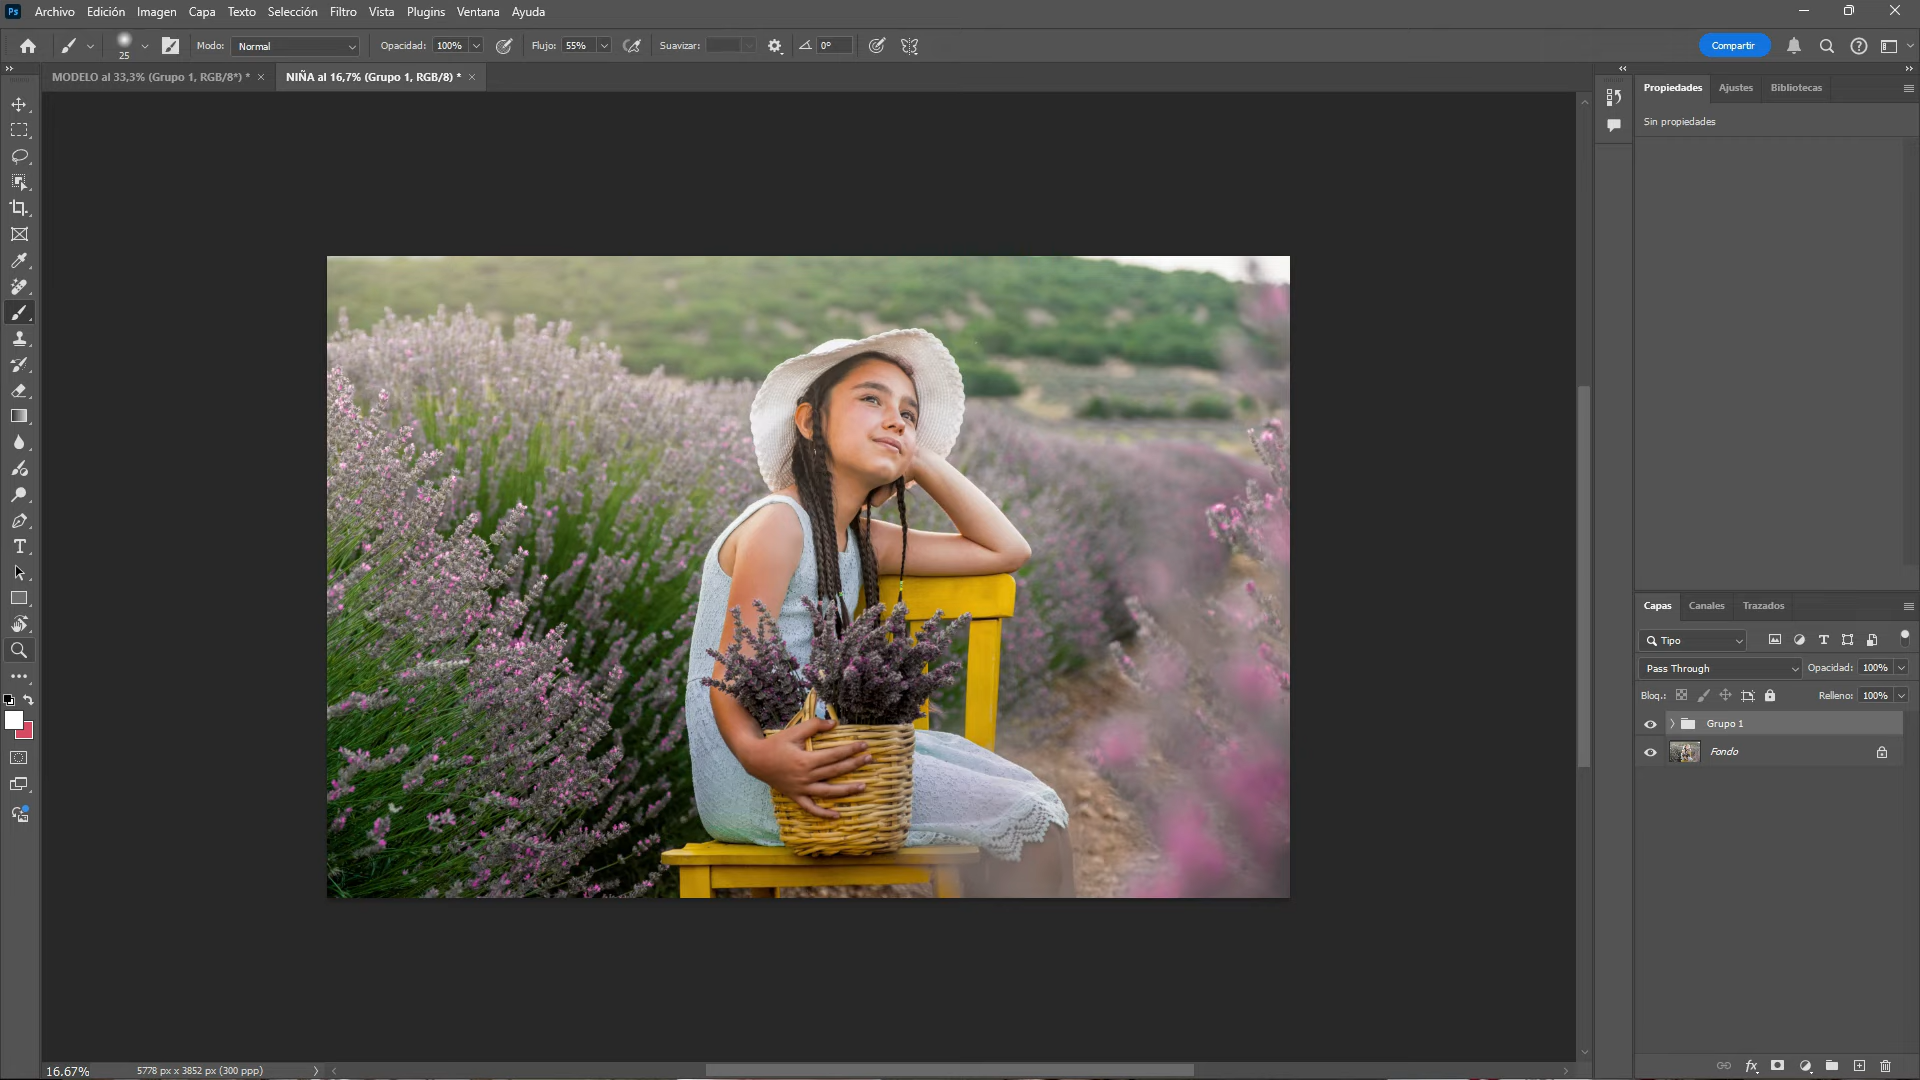 Ps Archivo Edición Imagen Capa Texto Selección Filtro Vista Plugins Ventana Ayuda
25 Modo: Normal Opacidad: 100% Flujo: 55% Suavizar: 0° Compartir
MODELO al 33,3% (Grupo 1, RGB/8*) * × NIÑA al 16,7% (Grupo 1, RGB/8) * ×
Propiedades Ajustes Bibliotecas
Sin propiedades
Capas Canales Trazados
Tipo
Pass Through Opacidad: 100%
Bloq.: Relleno: 100%
Grupo 1
Fondo
16.67% 5778 px x 3852 px (300 ppp)